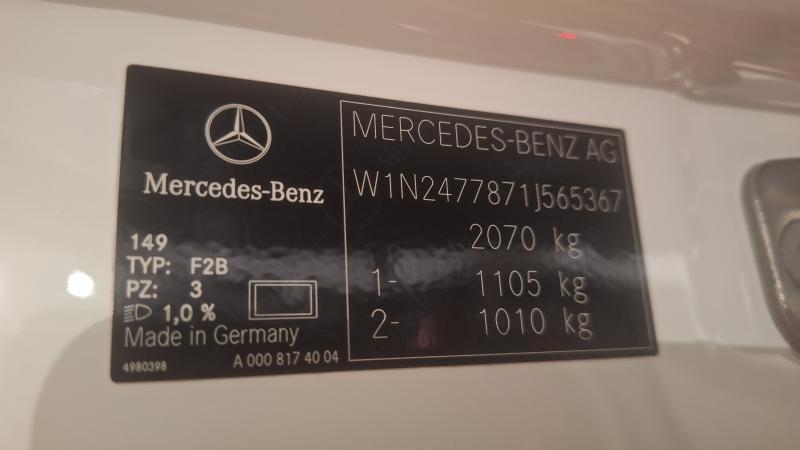 Mercedes-Benz
149
TYP: F2B
PZ: 3
1,0 %
Made in Germany
4980398
A 000 817 40 04
MERCEDES-BENZ AG
W1N2477871J565367
2070 kg
1- 1105 kg
2- 1010 kg